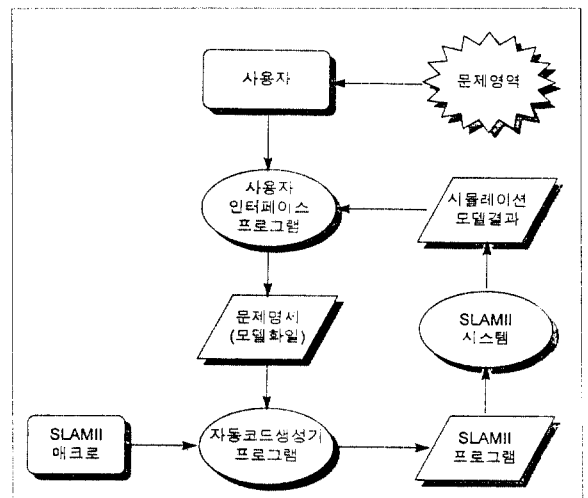 사용자
문제영역
사용자
인터페이스
프로그램
시뮬레이션
모델결과
문제명세
(모델화일)
SLAMII
시스템
SLAMII
매크로
자동코드생성기
프로그램
SLAMII
프로그램